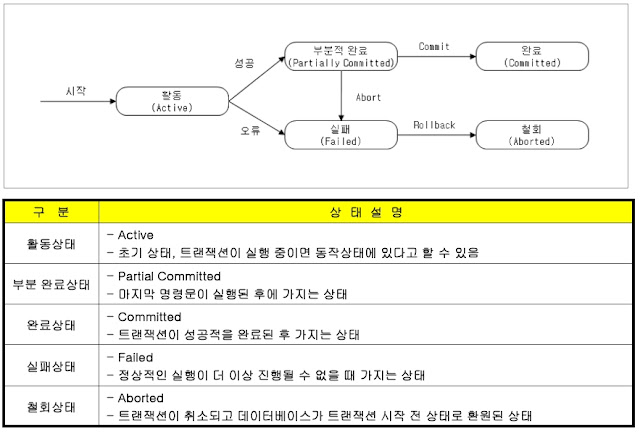 시작
활동
(Active)
성공
오류
부분적 완료
(Partially Committed)
Commit
완료
(Committed)
Abort
실패
(Failed)
Rollback
철회
(Aborted)
구 분 상 태 설 명
활동상태
- Active
- 초기 상태, 트랜잭션이 실행 중이면 동작상태에 있다고 할 수 있음
부분 완료상태
- Partial Committed
- 마지막 명령문이 실행된 후에 가지는 상태
완료상태
- Committed
- 트랜잭션이 성공적을 완료된 후 가지는 상태
실패상태
- Failed
- 정상적인 실행이 더 이상 진행될 수 없을 때 가지는 상태
철회상태
- Aborted
- 트랜잭션이 취소되고 데이터베이스가 트랜잭션 시작 전 상태로 환원된 상태